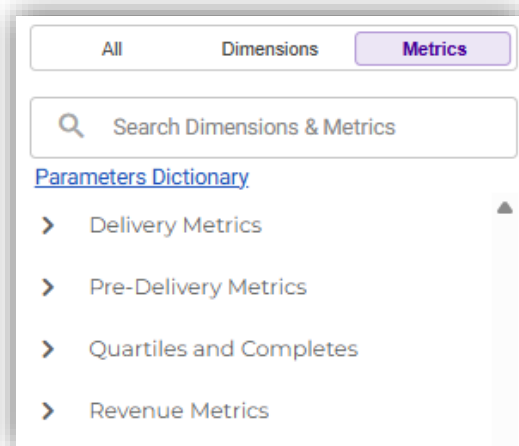 All Dimensions Metrics
Search Dimensions & Metrics
Parameters Dictionary
Delivery Metrics
Pre-Delivery Metrics
Quartiles and Completes
Revenue Metrics